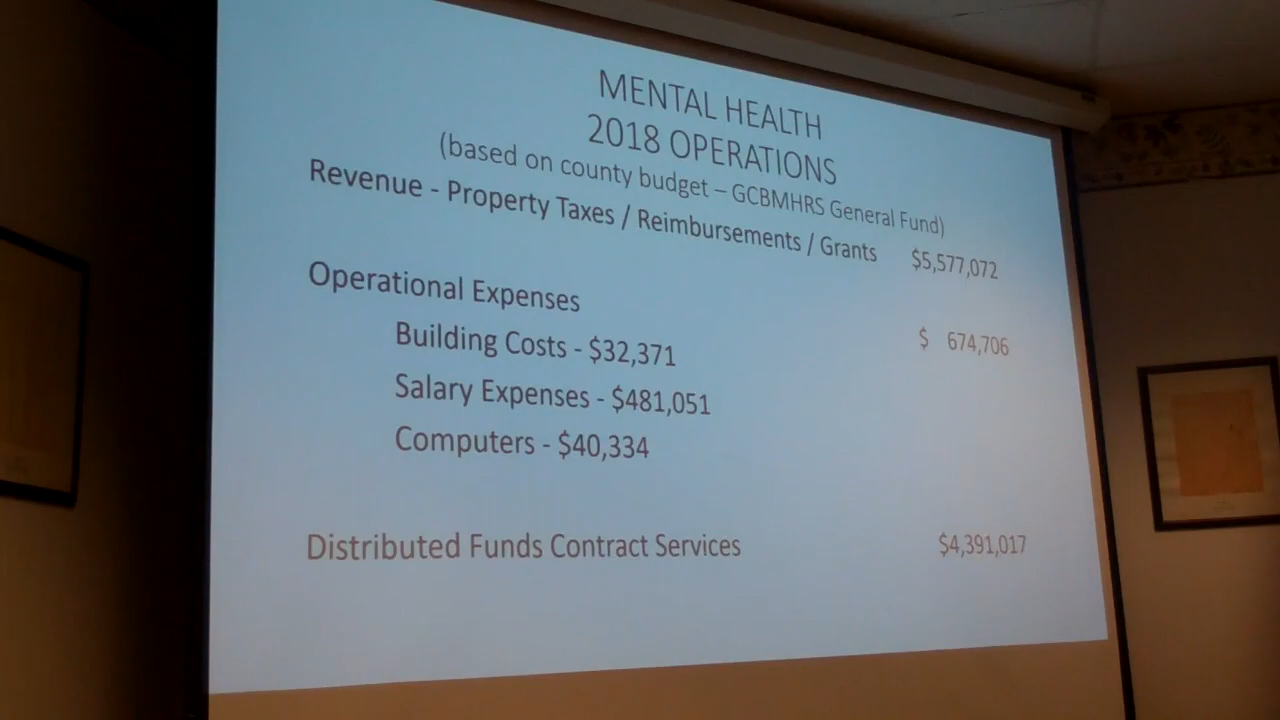 MENTAL HEALTH
2018 OPERATIONS
(based on county budget – GCBMHRS General Fund)
Revenue - Property Taxes / Reimbursements / Grants $5,577,072
Operational Expenses
$ 674,706
Building Costs - $32,371
Salary Expenses - $481,051
Computers - $40,334
Distributed Funds Contract Services $4,391,017